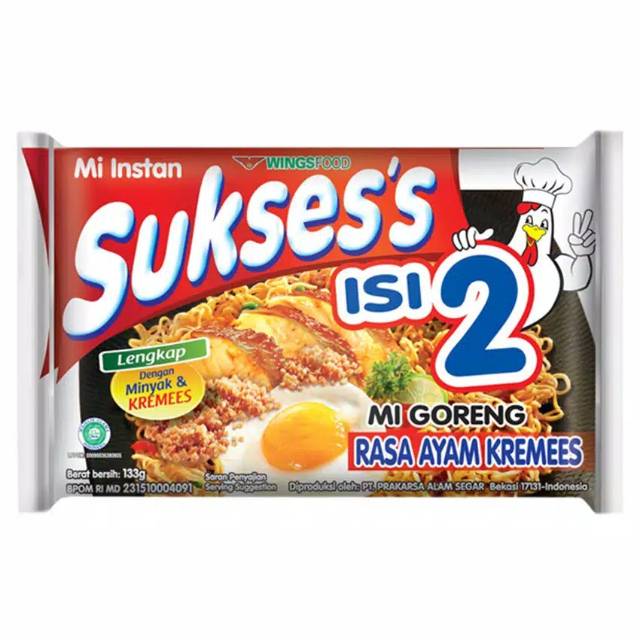 Mi Instan
WINGSFOOD
Sukses's
ISI 2
Lengkap
Dengan
Minyak &
KREMEES
MI GORENG
RASA AYAM KREMEES
Berat bersih: 133g
BPOM RI MD 231510004091
Saran Penyajian
Serving Suggestion
Diproduksi oleh: PT. PRAKARSA ALAM SEGAR Bekasi 17131-Indonesia